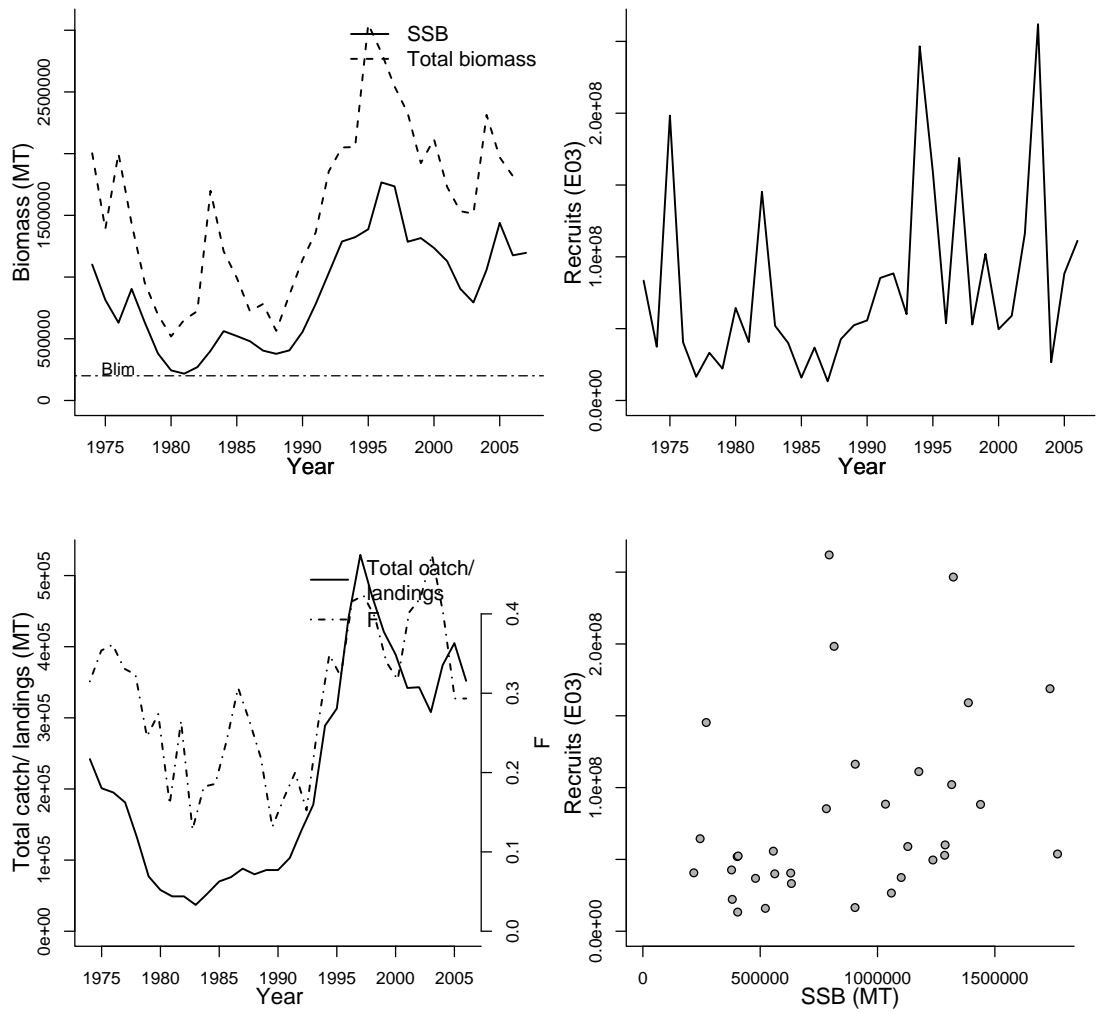 SSB
Total biomass
Biomass (MT)
0 500000 1500000 2500000
Blim
1975 1980 1985 1990 1995 2000 2005
Year
Recruits (E03)
0.0e+00 1.0e+08 2.0e+08
1975 1980 1985 1990 1995 2000 2005
Year
Total catch/
landings
F
Total catch/ landings (MT)
0e+00 1e+05 2e+05 3e+05 4e+05 5e+05
0.0 0.1 0.2 0.3 0.4
F
1975 1980 1985 1990 1995 2000 2005
Year
Recruits (E03)
0.0e+00 1.0e+08 2.0e+08
0 500000 1000000 1500000
SSB (MT)